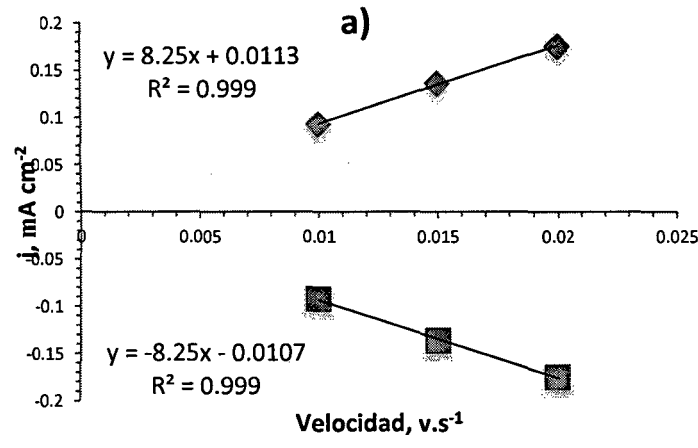 a)
y = 8.25x + 0.0113
R² = 0.999
0.2
0.15
0.1
0.05
0
-0.05
-0.1
-0.15
-0.2
j, mA cm⁻²
0 0.005 0.01 0.015 0.02 0.025
y = -8.25x - 0.0107
R² = 0.999
Velocidad, v.s⁻¹